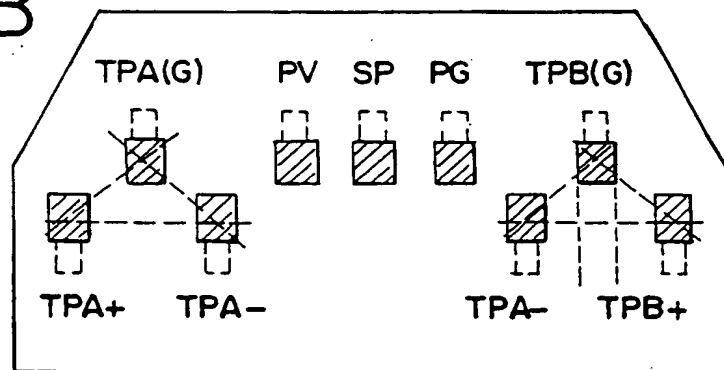 B
TPA(G) PV SP PG TPB(G)
TPA+ TPA- TPA- TPB+